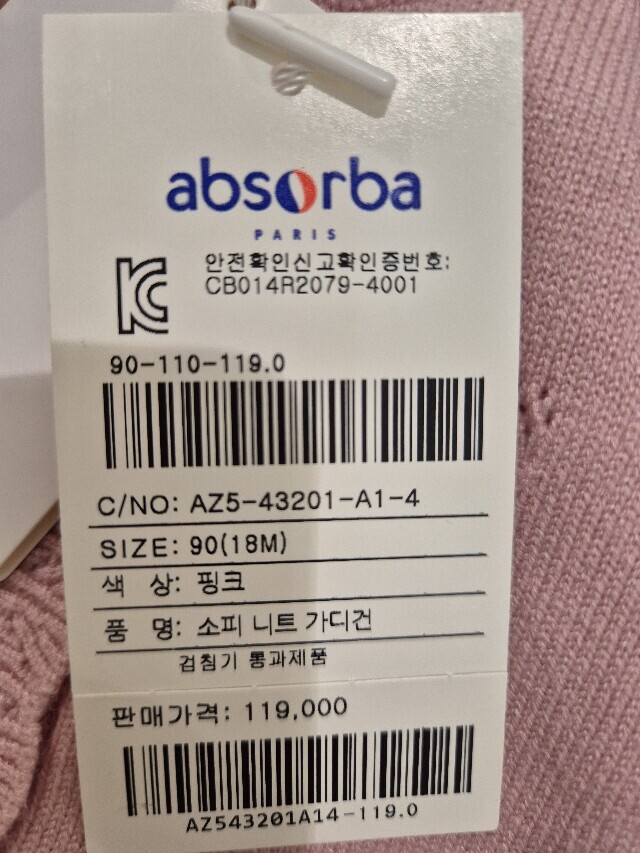 absorba
PARIS
안전확인신고확인증번호:
CB014R2079-4001
90-110-119.0
C/NO: AZ5-43201-A1-4
SIZE: 90(18M)
색 상: 핑크
품 명: 소피 니트 가디건
검침기 통과제품
판매가격: 119,000
AZ543201A14-119.0